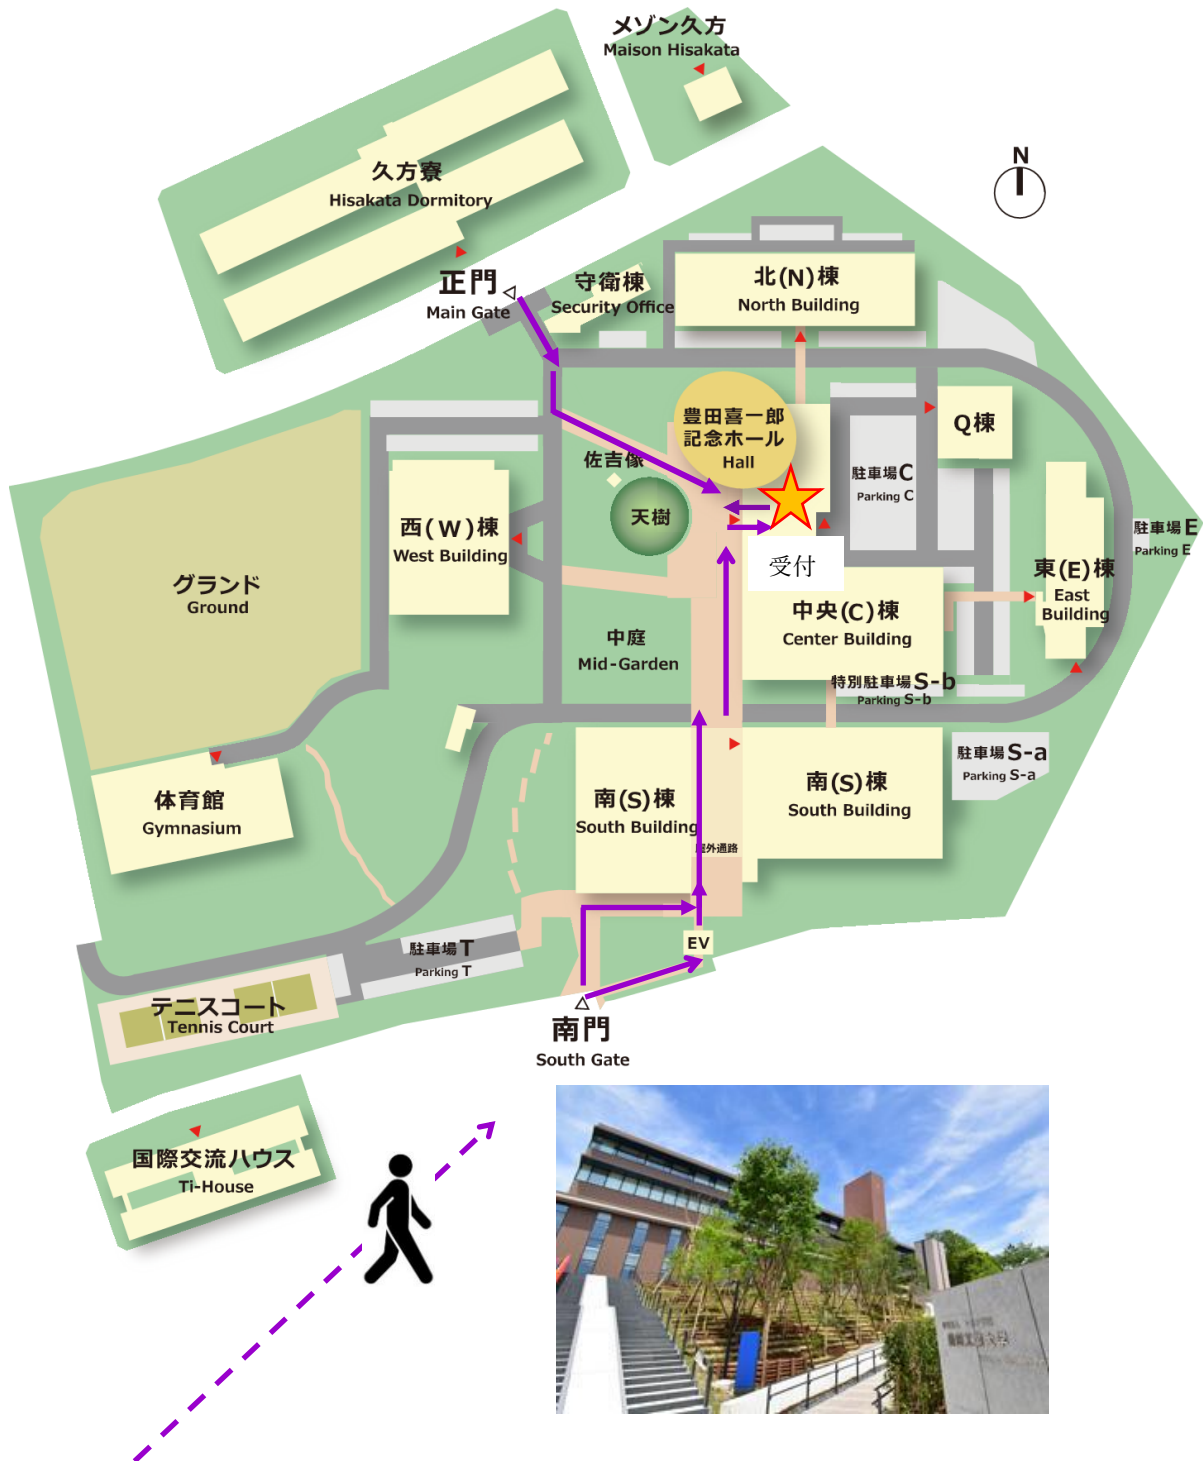 メゾン久方
Maison Hisakata
久方寮
Hisakata Dormitory
N
正門
Main Gate
守衛棟
Security Office
北(N)棟
North Building
豊田喜一郎
記念ホール
Hall
Q棟
佐吉像
天樹
駐車場C
Parking C
西(W)棟
West Building
駐車場E
Parking E
受付
東(E)棟
East
Building
グランド
Ground
中央(C)棟
Center Building
中庭
Mid-Garden
特別駐車場S-b
Parking S-b
駐車場S-a
Parking S-a
体育館
Gymnasium
南(S)棟
South Building
南(S)棟
South Building
屋外通路
EV
駐車場T
Parking T
テニスコート
Tennis Court
南門
South Gate
国際交流ハウス
Ti-House